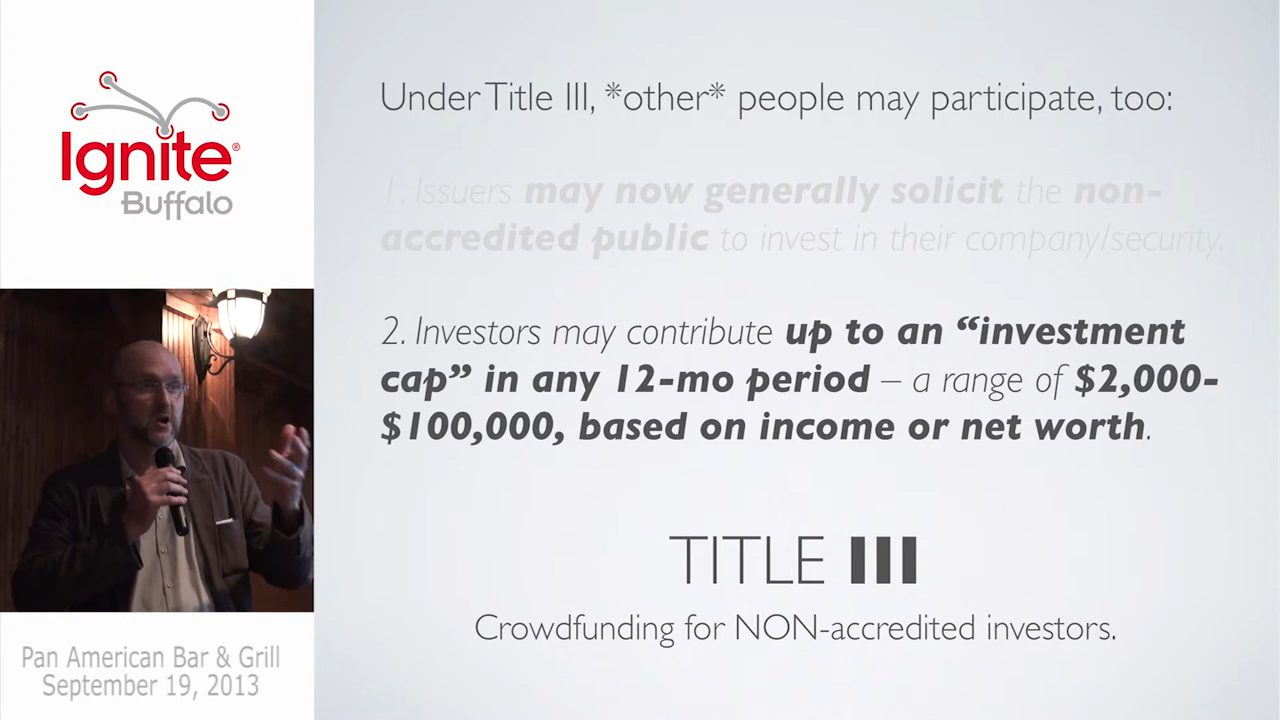 Ignite®
Buffalo
Under Title III, *other* people may participate, too:
1. Issuers may now generally solicit the non-
accredited public to invest in their company/security.
2. Investors may contribute up to an “investment
cap” in any 12-mo period – a range of $2,000-
$100,000, based on income or net worth.
TITLE III
Crowdfunding for NON-accredited investors.
Pan American Bar & Grill
September 19, 2013